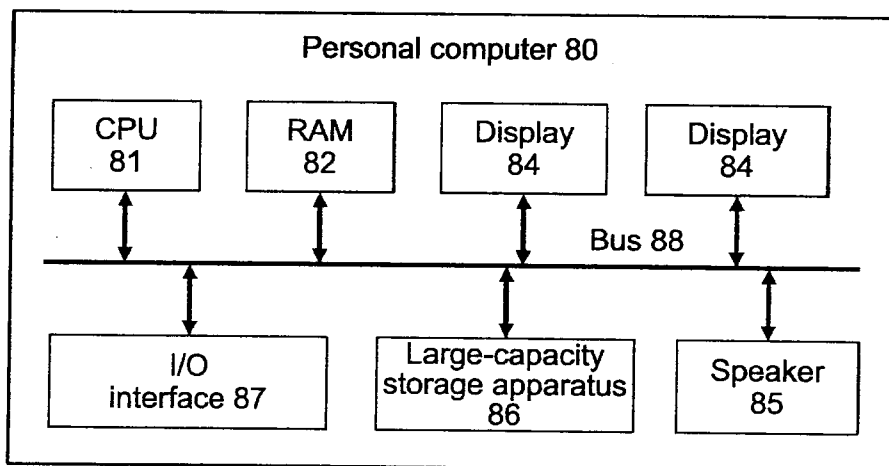 Personal computer 80
CPU
81
RAM
82
Display
84
Display
84
Bus 88
I/O
interface 87
Large-capacity
storage apparatus
86
Speaker
85